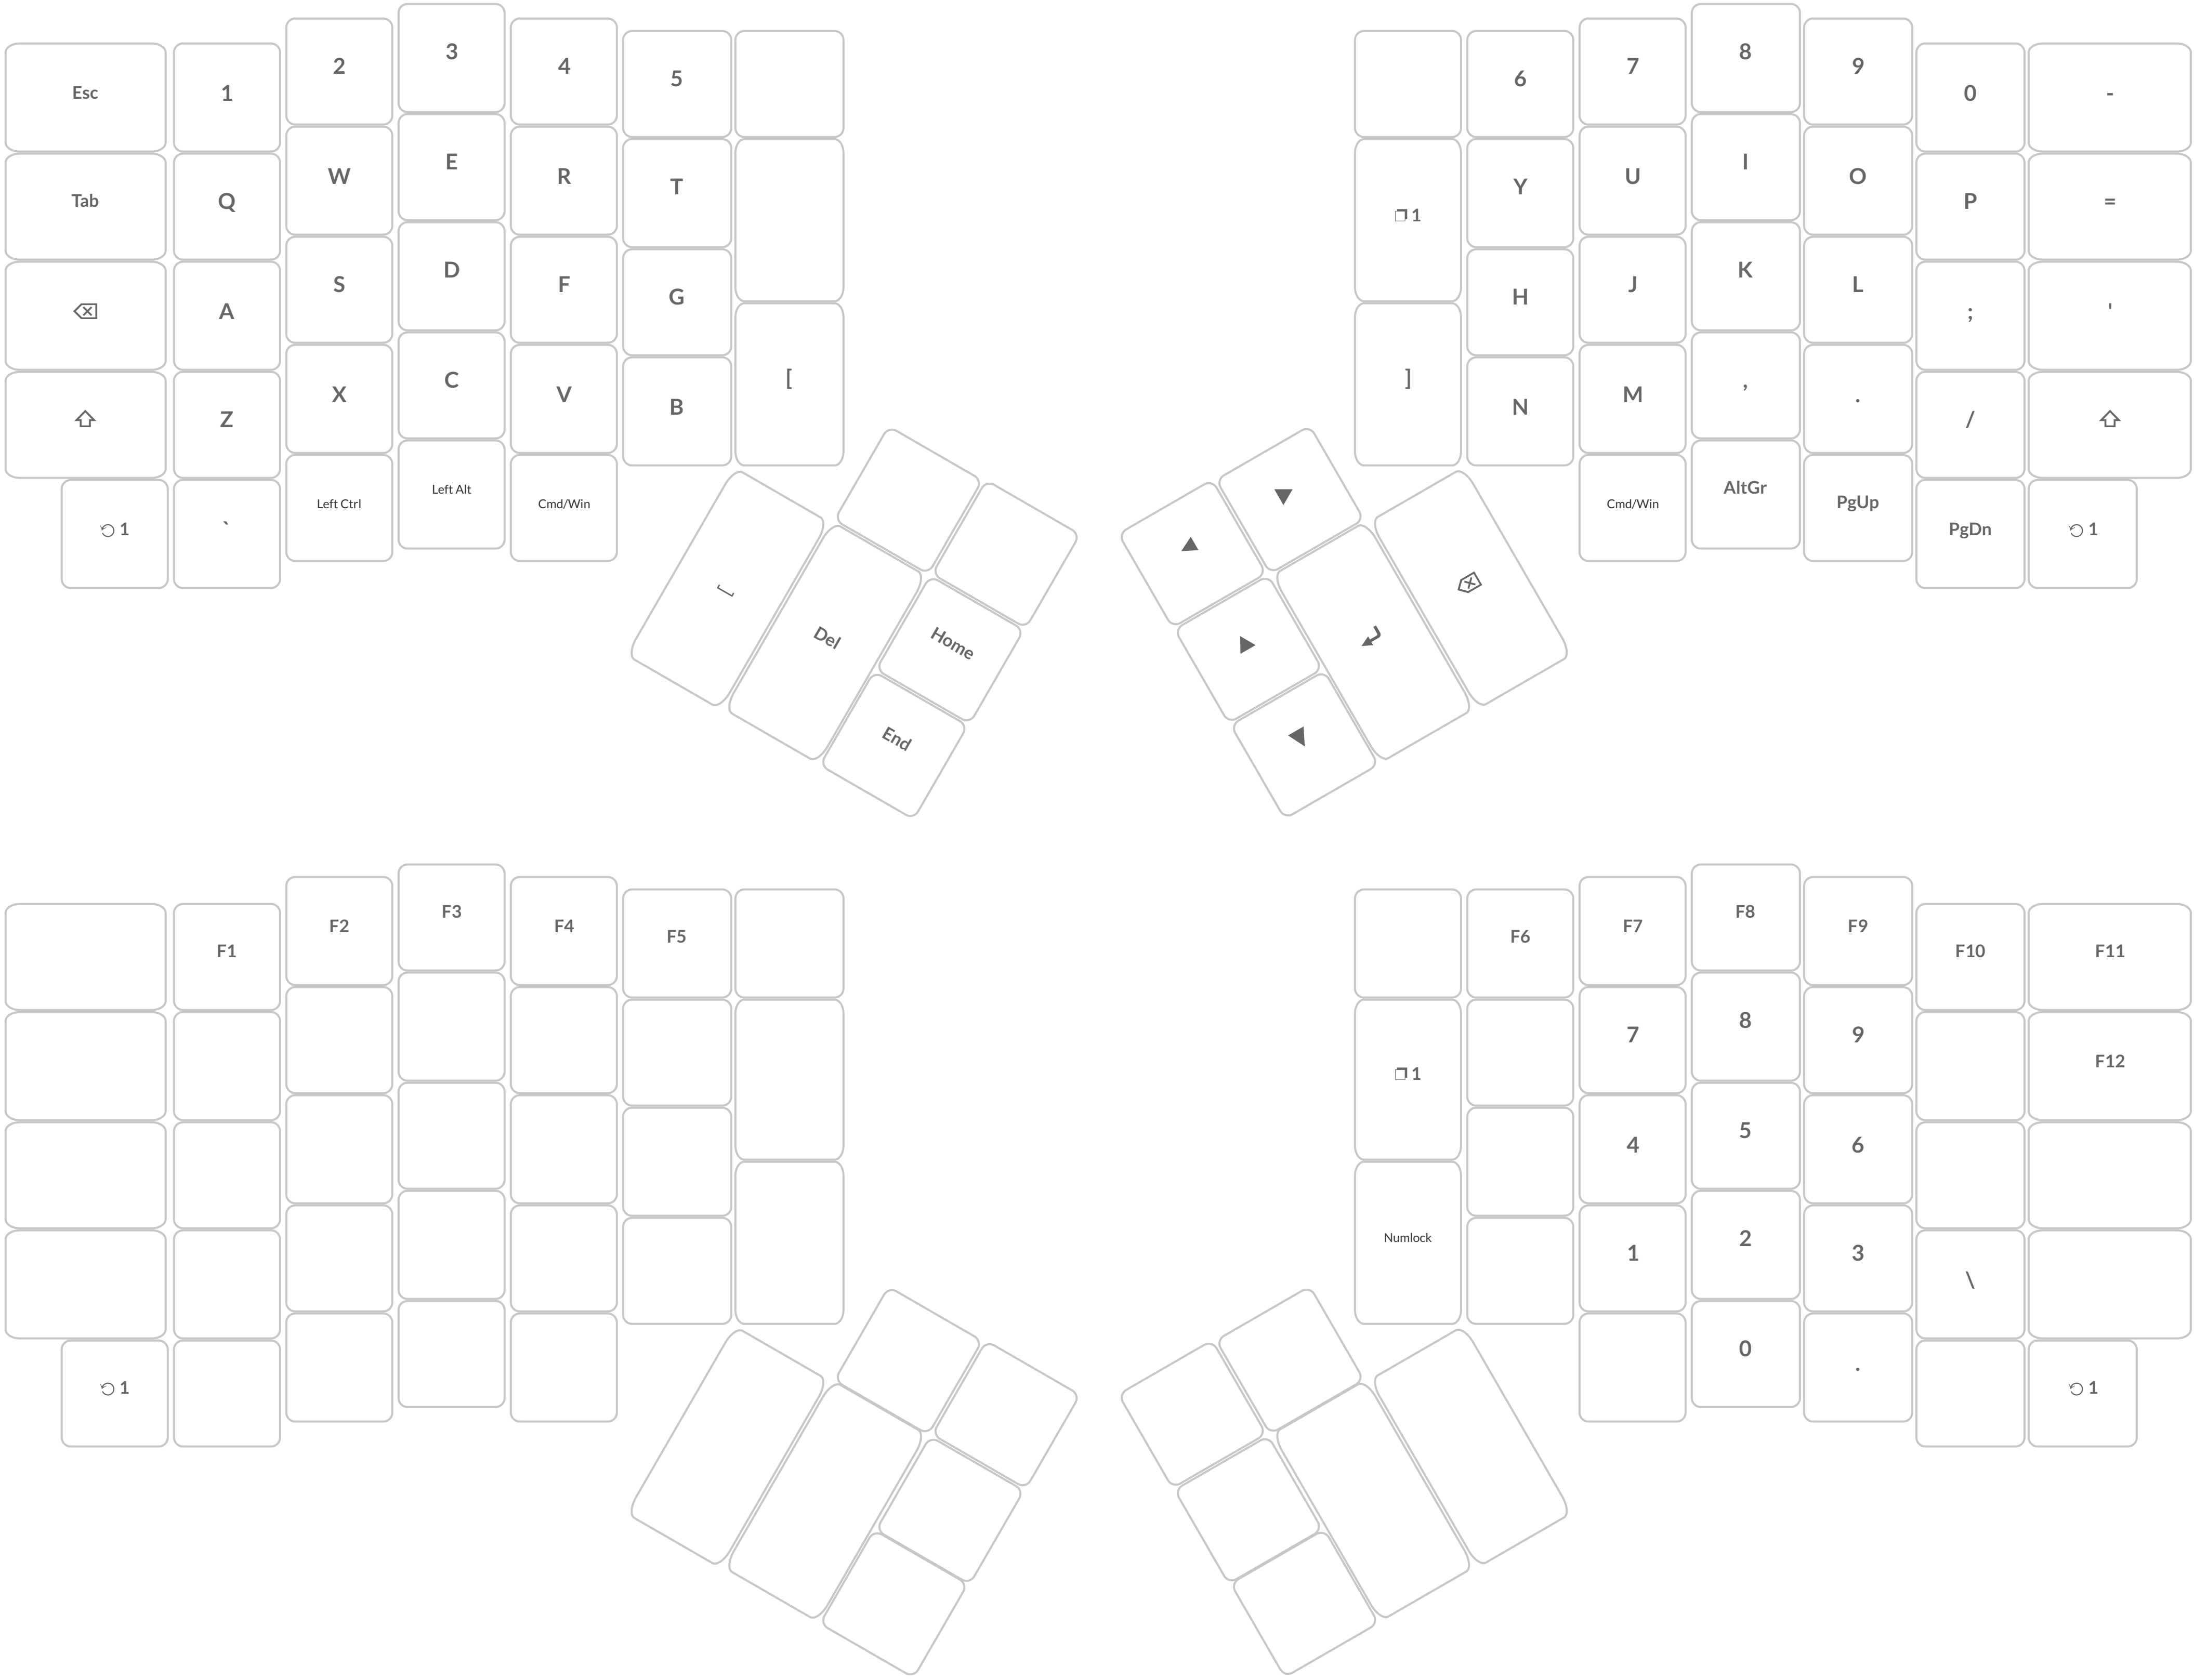 Esc 1 2 3 4 5 6 7 8 9 0 -
Tab Q W E R T 1 Y U I O P =
A S D F G H J K L ; '
Z X C V B [ ] N M , . /
1 ` Left Ctrl Left Alt Cmd/Win Cmd/Win AltGr PgUp PgDn 1
Del Home
End
F1 F2 F3 F4 F5 F6 F7 F8 F9 F10 F11
1 7 8 9 F12
4 5 6
Numlock 1 2 3 \
1 0 . 1